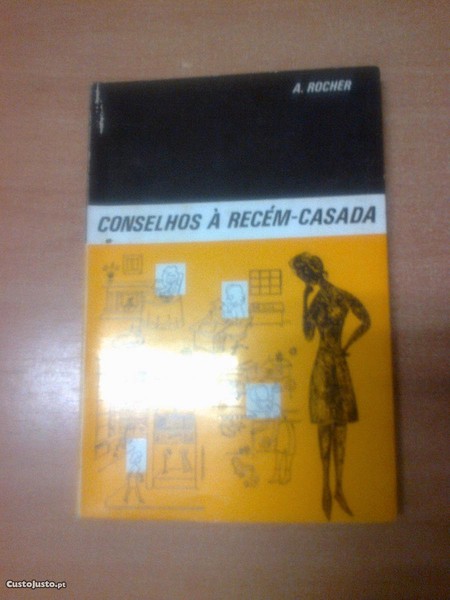 A. ROCHER
CONSELHOS À RECÉM-CASADA
CustoJusto.pt